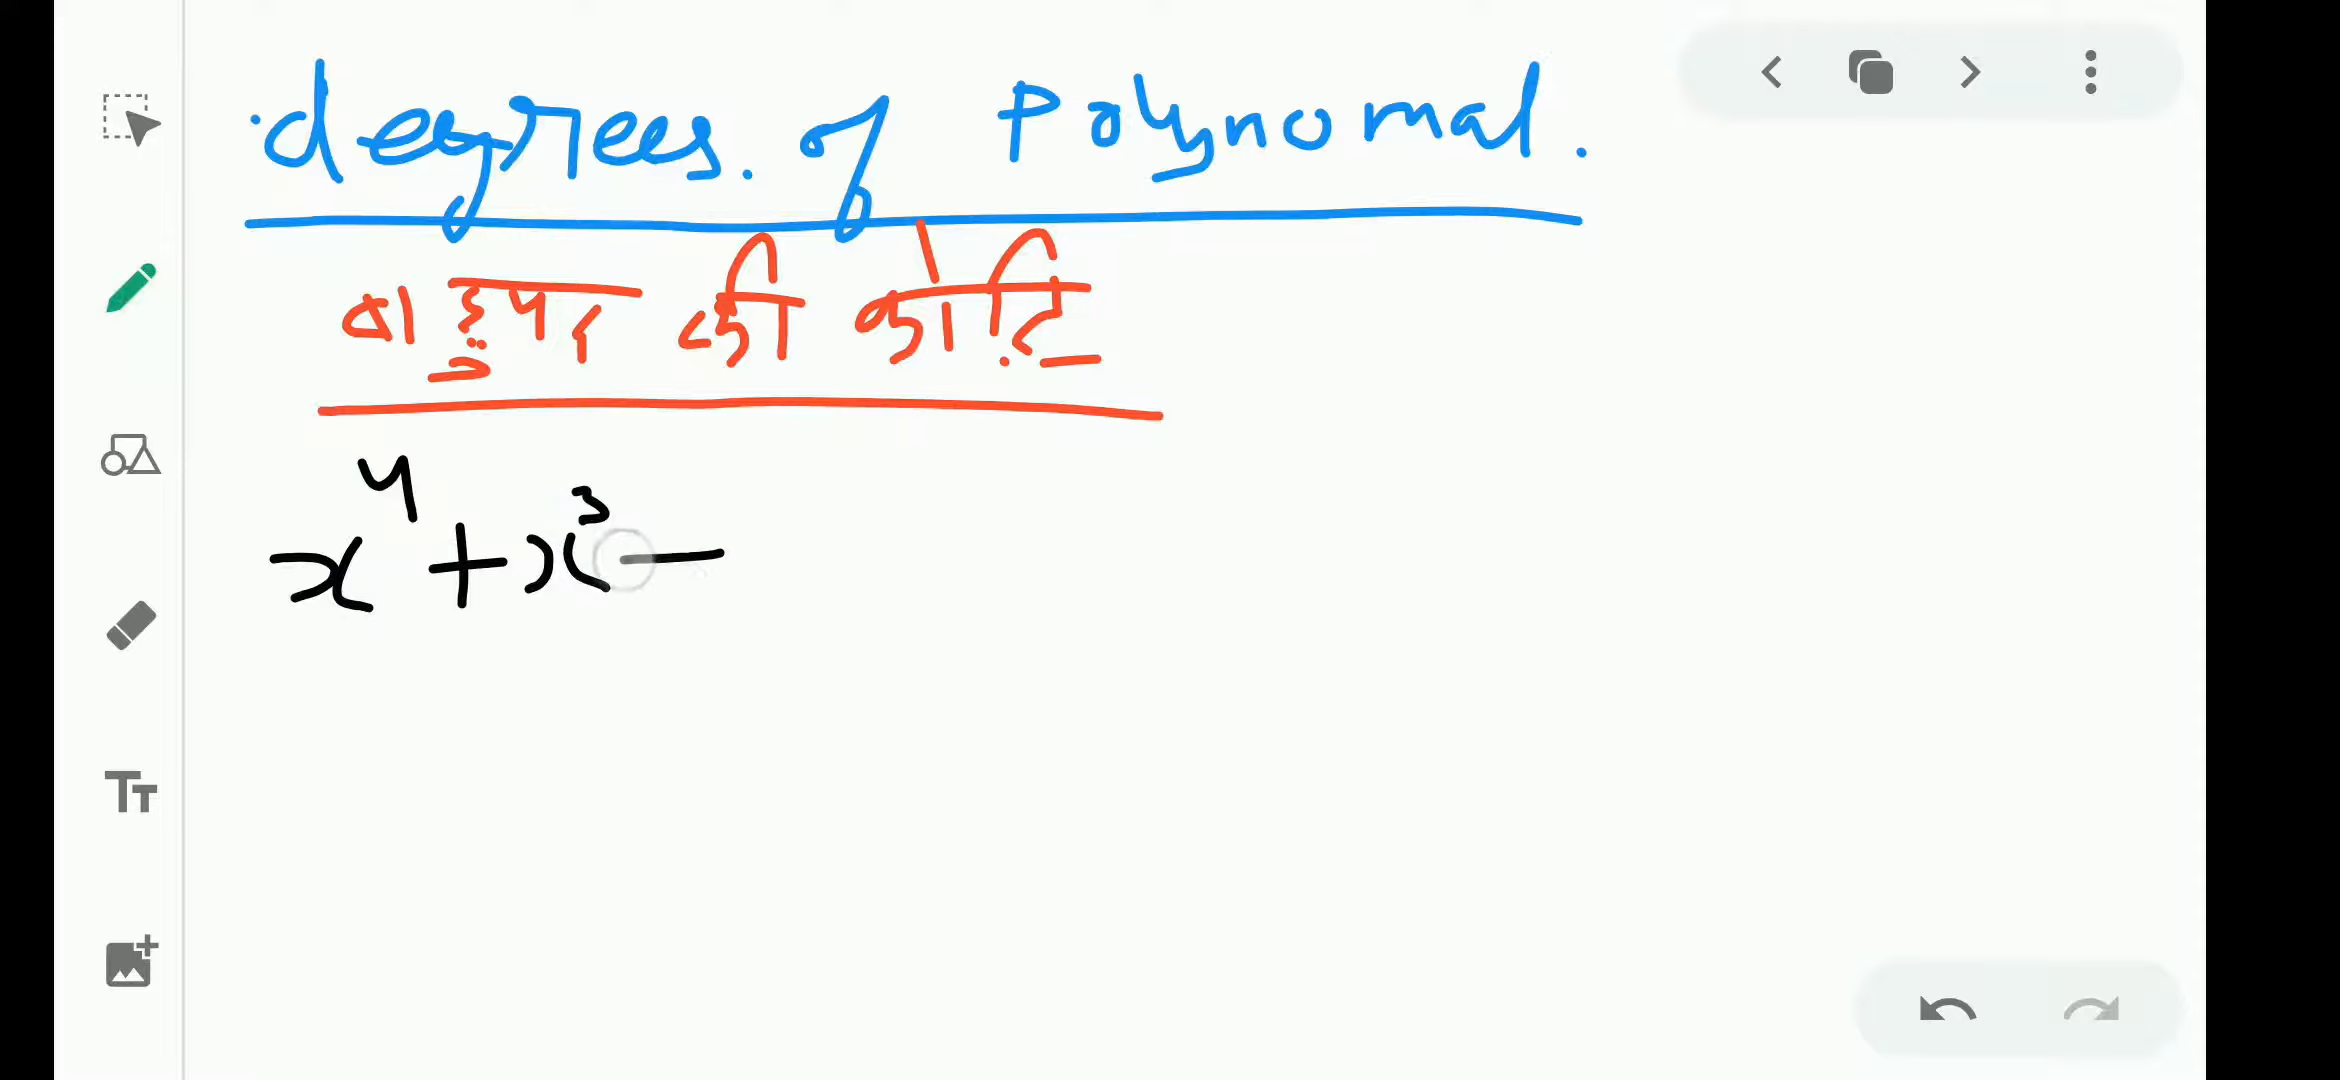 degrees. of Polynomal.
बहुपद की कोटि
x⁴ + x³ —